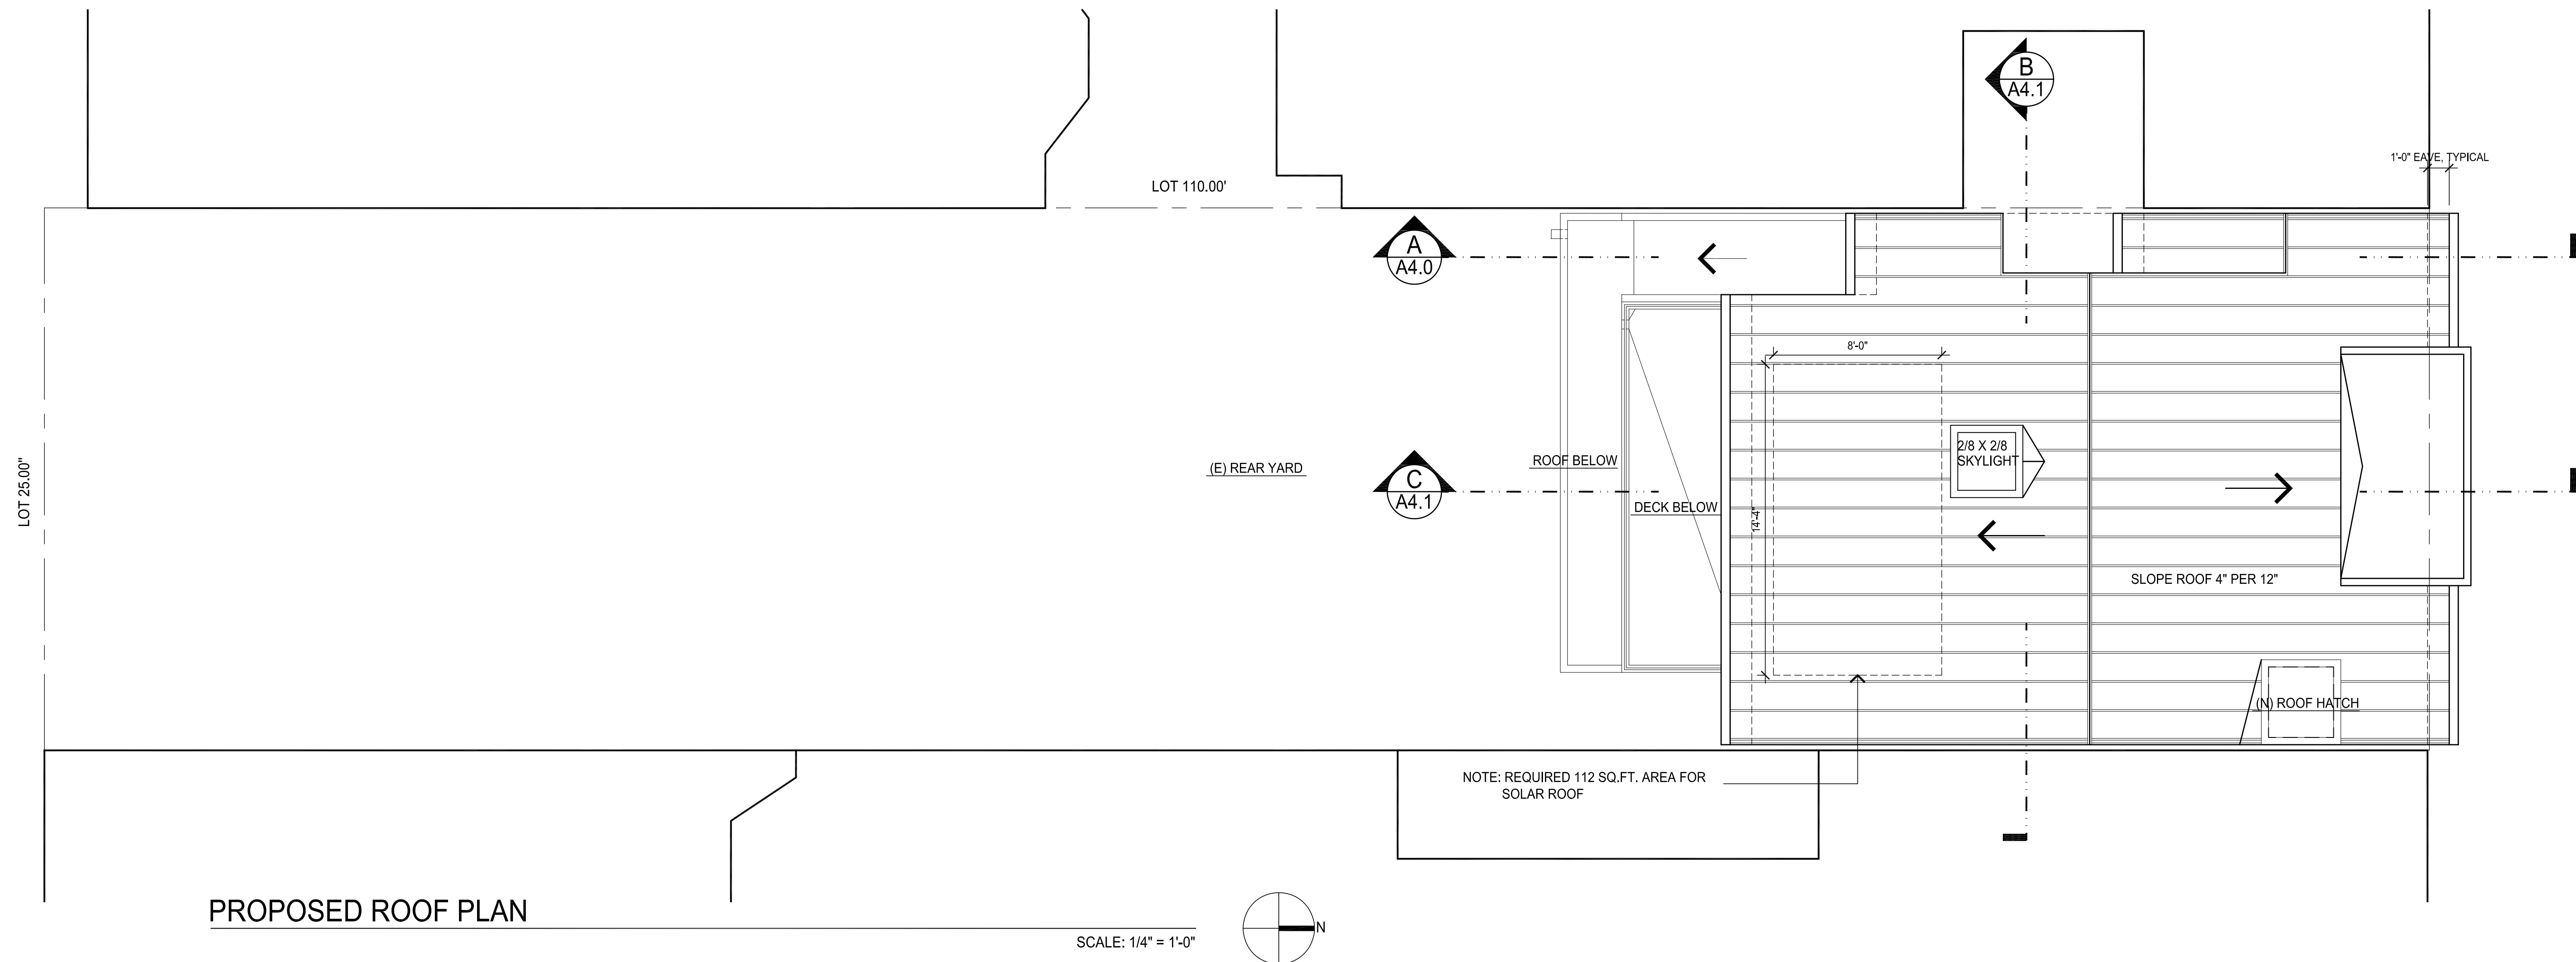 B
A4.1
1'-0" EAVE, TYPICAL
LOT 110.00'
A
A4.0
8'-0"
2/8 X 2/8
SKYLIGHT
(E) REAR YARD
ROOF BELOW
LOT 25.00"
C
A4.1
DECK BELOW
14'-4"
SLOPE ROOF 4" PER 12"
(N) ROOF HATCH
NOTE: REQUIRED 112 SQ.FT. AREA FOR
SOLAR ROOF
PROPOSED ROOF PLAN
N
SCALE: 1/4" = 1'-0"